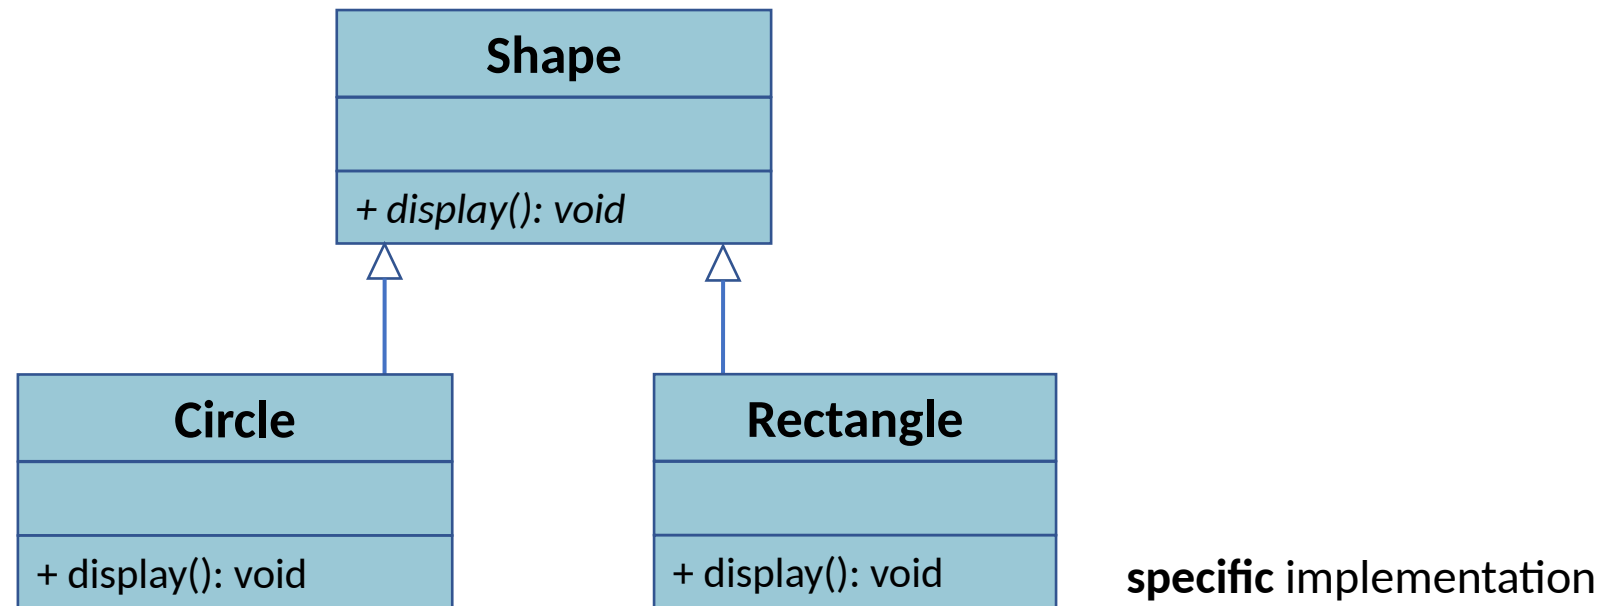 Shape
+ display(): void
Circle
Rectangle
+ display(): void
+ display(): void
specific implementation